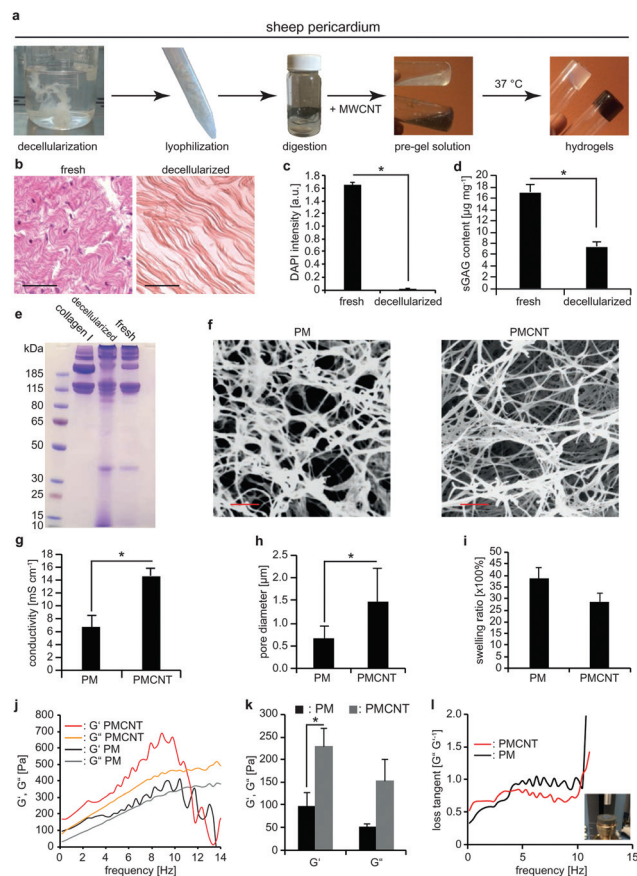 a
sheep pericardium
37 °C
+ MWCNT
decellularization
lyophilization
digestion
pre-gel solution
hydrogels
b
fresh
decellularized
c
DAPI intensity [a.u.]
1.8
1.6
1.4
1.2
1.0
0.8
0.6
0.4
0.2
0
*
fresh
decellularized
d
sGAG content [µg mg⁻¹]
20
18
16
14
12
10
8
6
4
2
0
*
fresh
decellularized
e
kDa
collagen I
decellularized
fresh
185
115
80
65
50
30
25
15
10
f
PM
PMCNT
g
conductivity [mS cm⁻¹]
18
16
14
12
10
8
6
4
2
0
*
PM
PMCNT
h
pore diameter [µm]
2.5
2.0
1.5
1.0
0.5
0
*
PM
PMCNT
i
swelling ratio [x100%]
50
45
40
35
30
25
20
15
10
5
0
PM
PMCNT
j
: G‘ PMCNT
: G“ PMCNT
: G‘ PM
: G“ PM
G‘, G“ [Pa]
800
700
600
500
400
300
200
100
0
0
2
4
6
8
10
12
14
frequency [Hz]
k
: PM
: PMCNT
G‘, G“ [Pa]
300
250
200
150
100
50
0
*
G‘
G“
l
: PMCNT
: PM
loss tangent [G“ G‘⁻¹]
2.0
1.5
1.0
0.5
0
0
5
10
15
frequency [Hz]